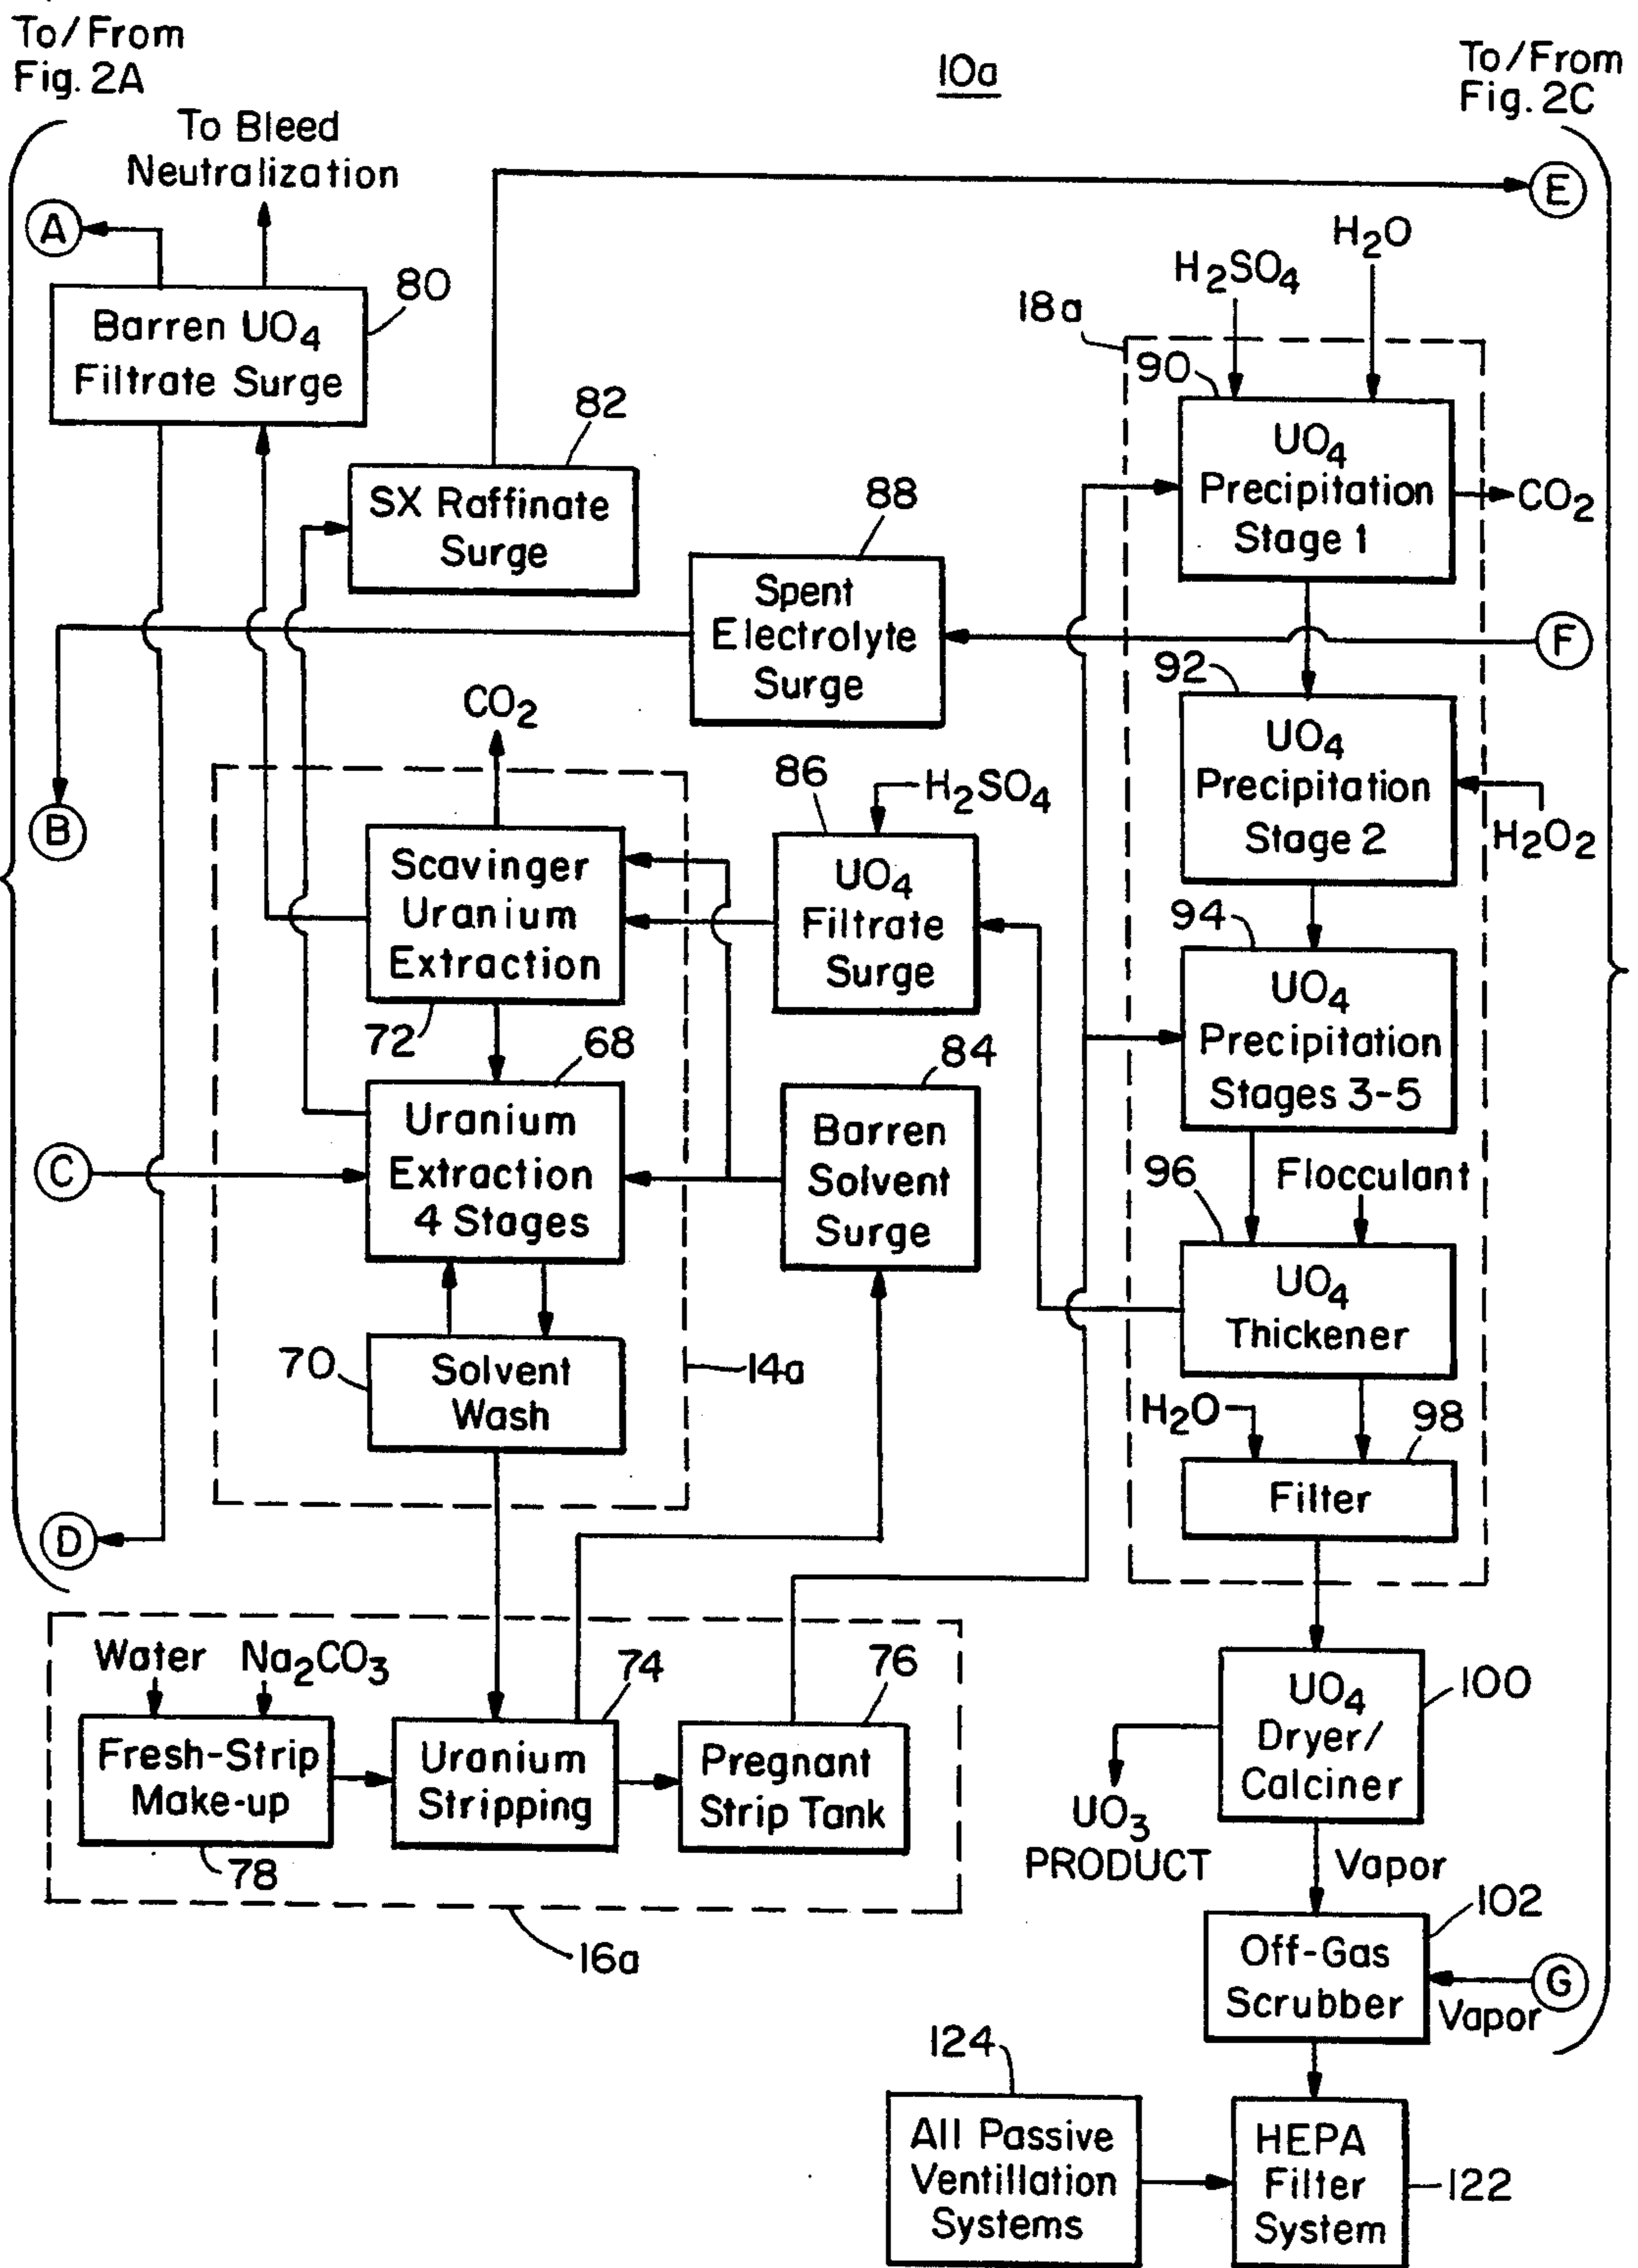 To/From
Fig. 2A
10a
To/From
Fig. 2C
To Bleed
Neutralization
A
E
H2O
H2SO4
18a
80
Barren UO4
Filtrate Surge
90
UO4
Precipitation
Stage 1
CO2
82
SX Raffinate
Surge
88
Spent
Electrolyte
Surge
F
92
UO4
Precipitation
Stage 2
H2O2
CO2
B
86
H2SO4
UO4
Filtrate
Surge
Scavinger
Uranium
Extraction
72
94
UO4
Precipitation
Stages 3-5
68
Uranium
Extraction
4 Stages
84
Barren
Solvent
Surge
C
96
Flocculant
UO4
Thickener
70
Solvent
Wash
14a
H2O
98
Filter
D
Water
Na2CO3
74
76
Fresh-Strip
Make-up
78
Uranium
Stripping
Pregnant
Strip Tank
16a
100
UO4
Dryer/
Calciner
UO3
PRODUCT
Vapor
102
Off-Gas
Scrubber
G
Vapor
124
All Passive
Ventillation
Systems
HEPA
Filter
System
122